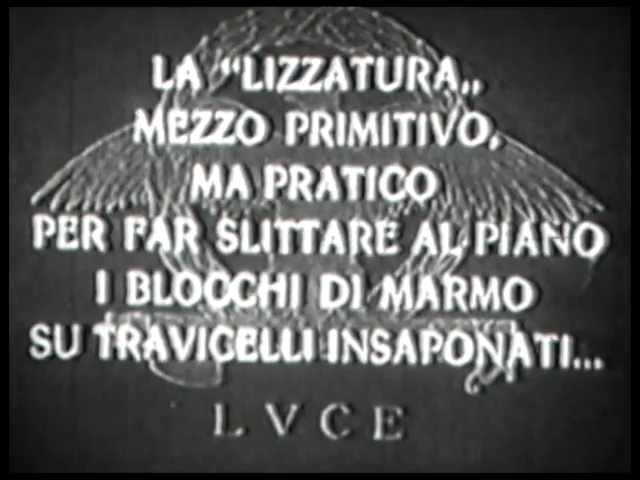 LA "LIZZATURA„
MEZZO PRIMITIVO,
MA PRATICO
PER FAR SLITTARE AL PIANO
I BLOCCHI DI MARMO
SU TRAVICELLI INSAPONATI...
LVCE